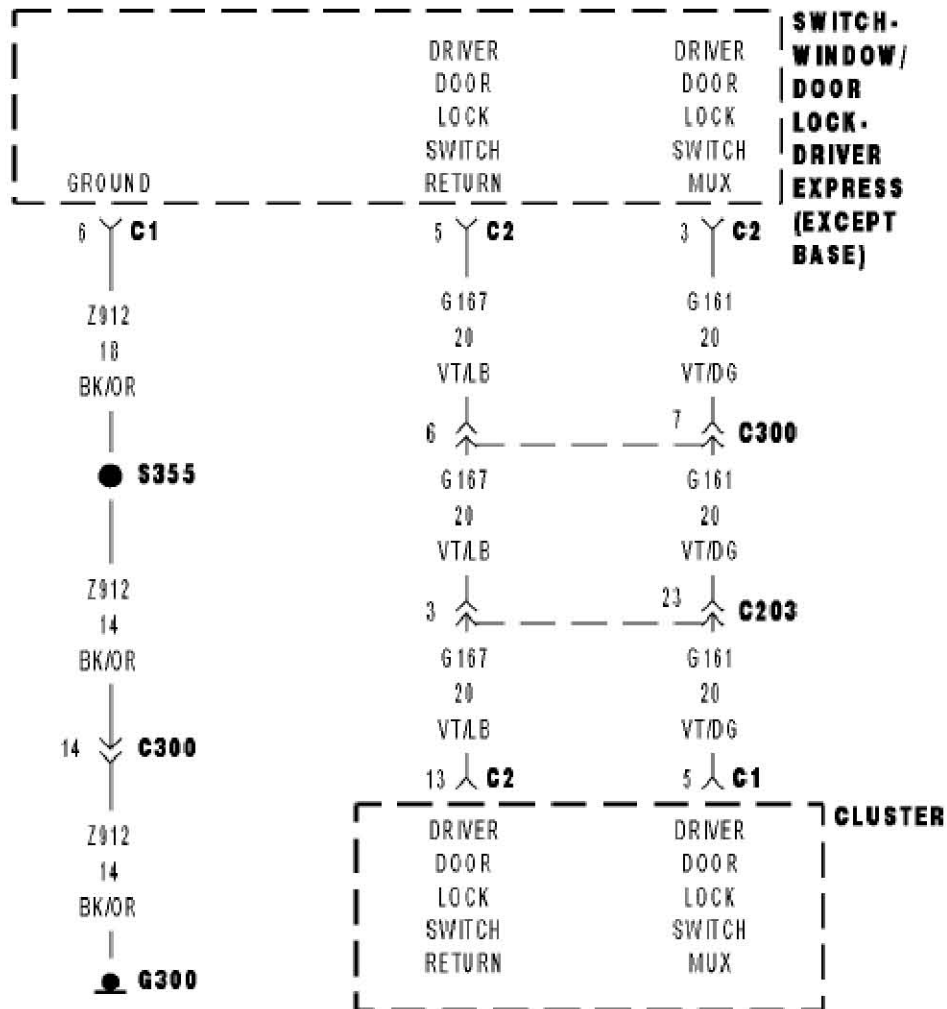 SWITCH-
WINDOW/
DOOR
LOCK-
DRIVER
EXPRESS
(EXCEPT
BASE)
GROUND
DRIVER
DOOR
LOCK
SWITCH
RETURN
DRIVER
DOOR
LOCK
SWITCH
MUX
6 C1
5 C2
3 C2
Z912
18
BK/OR
G167
20
VT/LB
G161
20
VT/DG
6
7 C300
S355
G167
20
VT/LB
G161
20
VT/DG
Z912
14
BK/OR
3
23 C203
G167
20
VT/LB
G161
20
VT/DG
14 C300
13 C2
5 C1
Z912
14
BK/OR
G300
CLUSTER
DRIVER
DOOR
LOCK
SWITCH
RETURN
DRIVER
DOOR
LOCK
SWITCH
MUX